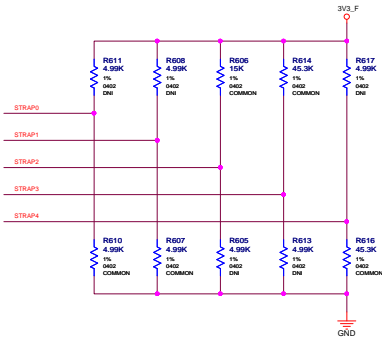 3V3_F
R611
4.99K
1%
0402
DNI
R608
4.99K
1%
0402
DNI
R606
15K
1%
0402
COMMON
R614
45.3K
1%
0402
COMMON
R617
4.99K
1%
0402
DNI
STRAP0
STRAP1
STRAP2
STRAP3
STRAP4
R610
4.99K
1%
0402
COMMON
R607
4.99K
1%
0402
COMMON
R605
4.99K
1%
0402
DNI
R613
4.99K
1%
0402
DNI
R616
45.3K
1%
0402
COMMON
GND